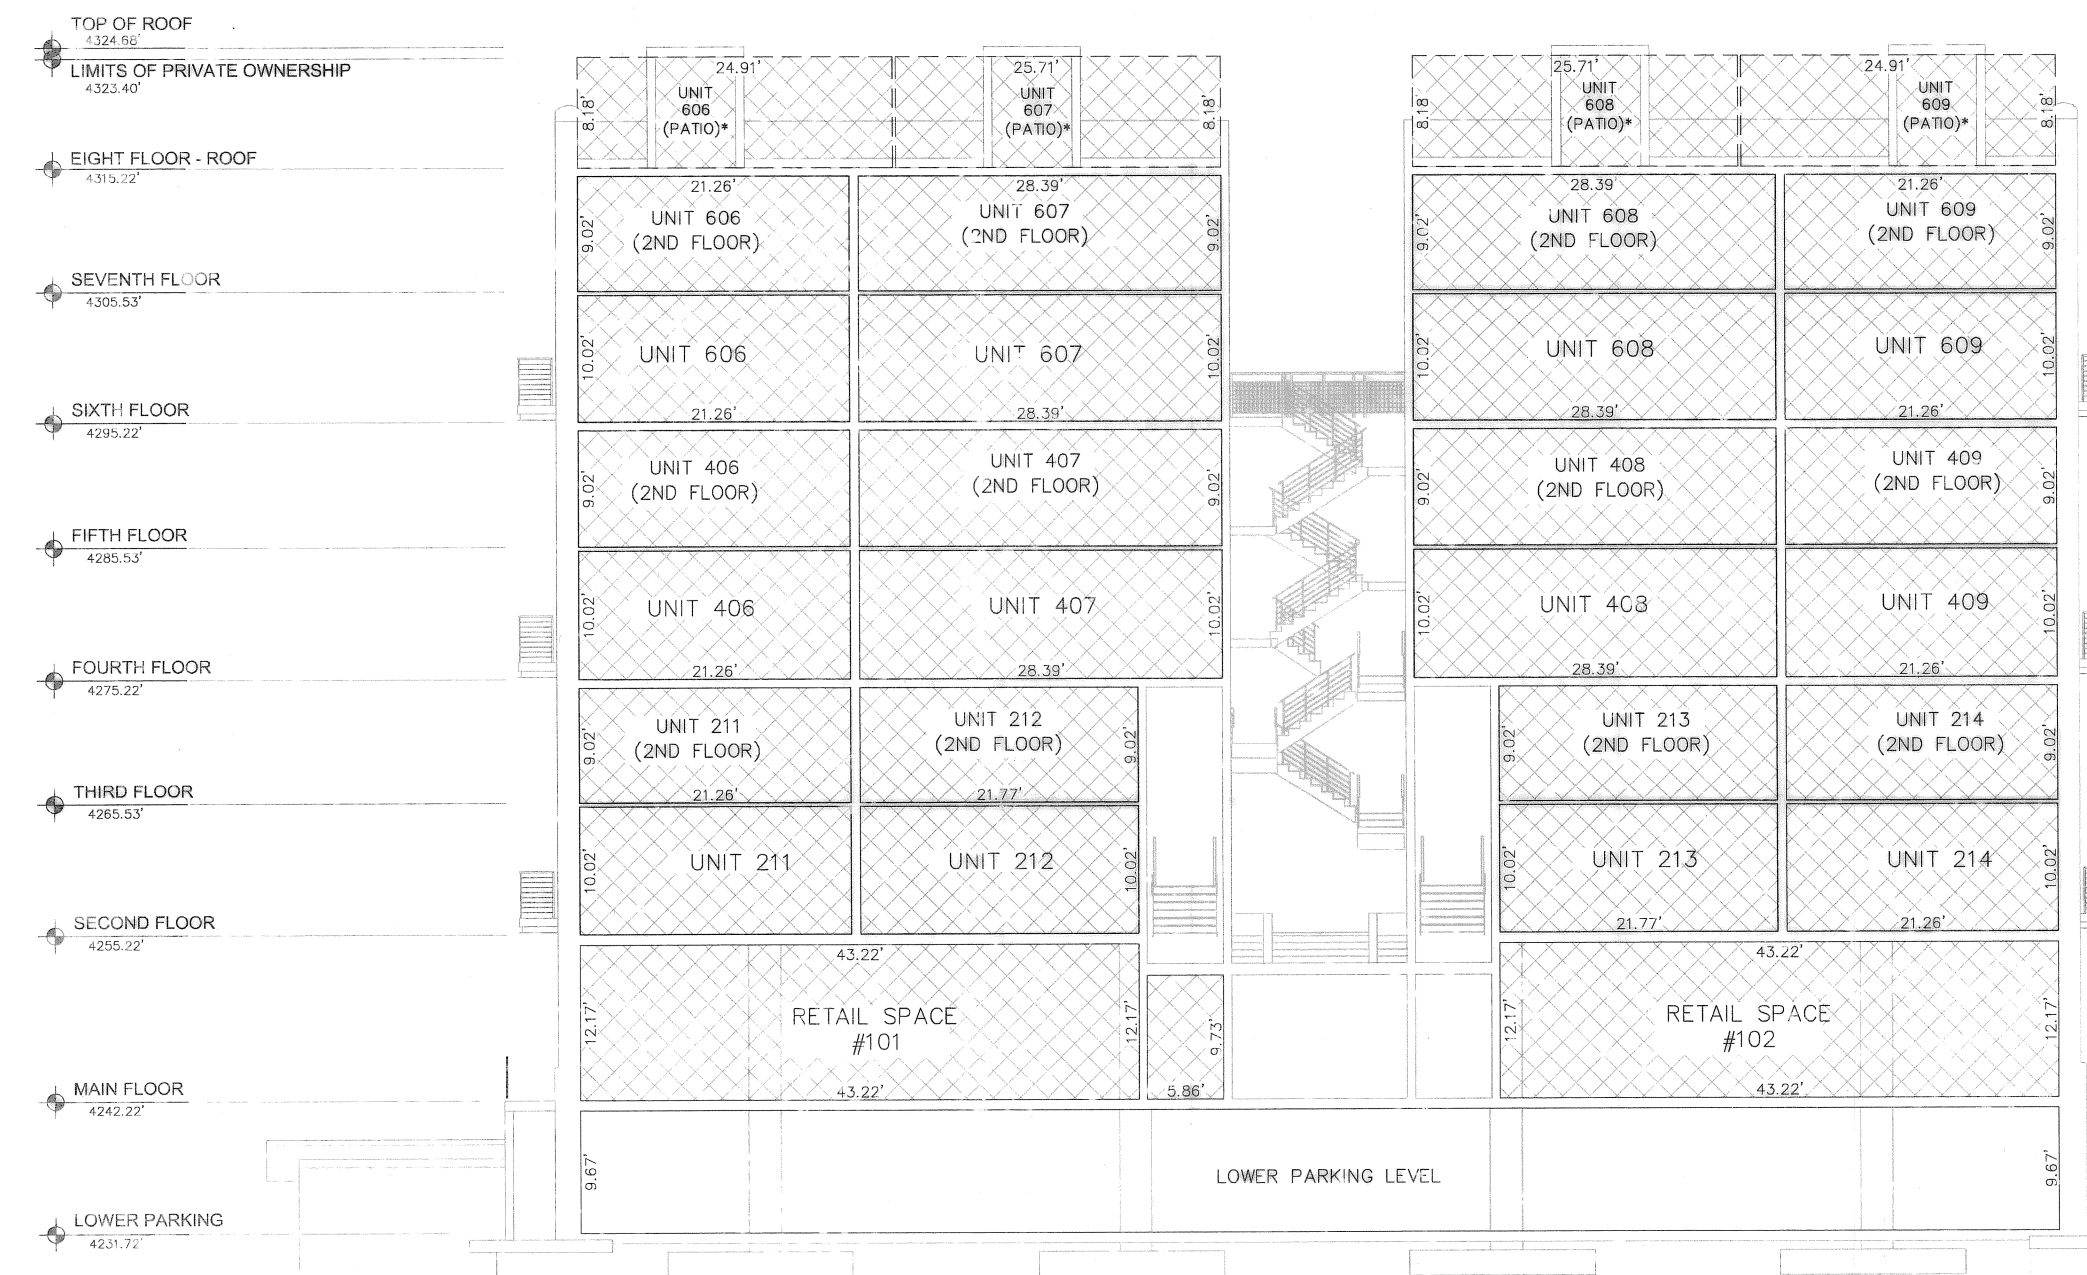 TOP OF ROOF
4324.68'
LIMITS OF PRIVATE OWNERSHIP
4323.40'
EIGHT FLOOR - ROOF
4315.22'
SEVENTH FLOOR
4305.53'
SIXTH FLOOR
4295.22'
FIFTH FLOOR
4285.53'
FOURTH FLOOR
4275.22'
THIRD FLOOR
4265.53'
SECOND FLOOR
4255.22'
MAIN FLOOR
4242.22'
LOWER PARKING
4231.72'
24.91'
8.18'
UNIT
606
(PATIO)*
25.71'
UNIT
607
(PATIO)*
8.18'
25.71'
8.18'
UNIT
608
(PATIO)*
24.91'
UNIT
609
(PATIO)*
8.18'
21.26'
9.02'
UNIT 606
(2ND FLOOR)
28.39'
UNIT 607
(2ND FLOOR)
9.02'
28.39'
9.02'
UNIT 608
(2ND FLOOR)
21.26'
UNIT 609
(2ND FLOOR)
9.02'
10.02'
UNIT 606
21.26'
UNIT 607
10.02'
28.39'
10.02'
UNIT 608
28.39'
UNIT 609
10.02'
21.26'
9.02'
UNIT 406
(2ND FLOOR)
UNIT 407
(2ND FLOOR)
9.02'
9.02'
UNIT 408
(2ND FLOOR)
UNIT 409
(2ND FLOOR)
9.02'
10.02'
UNIT 406
21.26'
UNIT 407
10.02'
28.39'
10.02'
UNIT 408
28.39'
UNIT 409
10.02'
21.26'
9.02'
UNIT 211
(2ND FLOOR)
21.26'
UNIT 212
(2ND FLOOR)
9.02'
21.77'
9.02'
UNIT 213
(2ND FLOOR)
UNIT 214
(2ND FLOOR)
9.02'
10.02'
UNIT 211
UNIT 212
10.02'
10.02'
UNIT 213
21.77'
UNIT 214
10.02'
21.26'
43.22'
12.17'
RETAIL SPACE
#101
12.17'
43.22'
9.73'
5.86'
43.22'
12.17'
RETAIL SPACE
#102
12.17'
43.22'
9.67'
LOWER PARKING LEVEL
9.67'